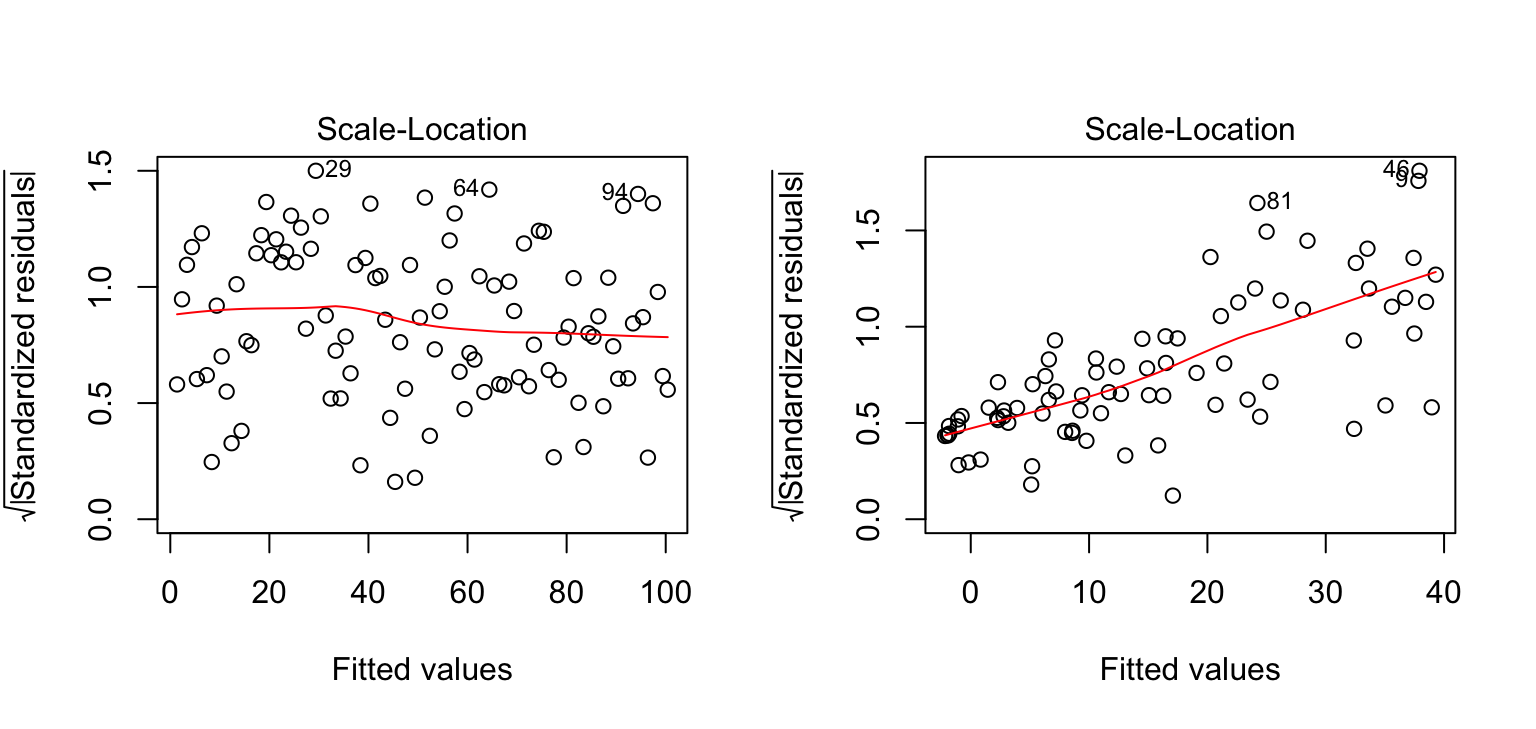 Scale-Location
√|Standardized residuals|
1.5
1.0
0.5
0.0
29
64
94
0 20 40 60 80 100
Fitted values
Scale-Location
√|Standardized residuals|
1.5
1.0
0.5
0.0
46
9
81
0 10 20 30 40
Fitted values